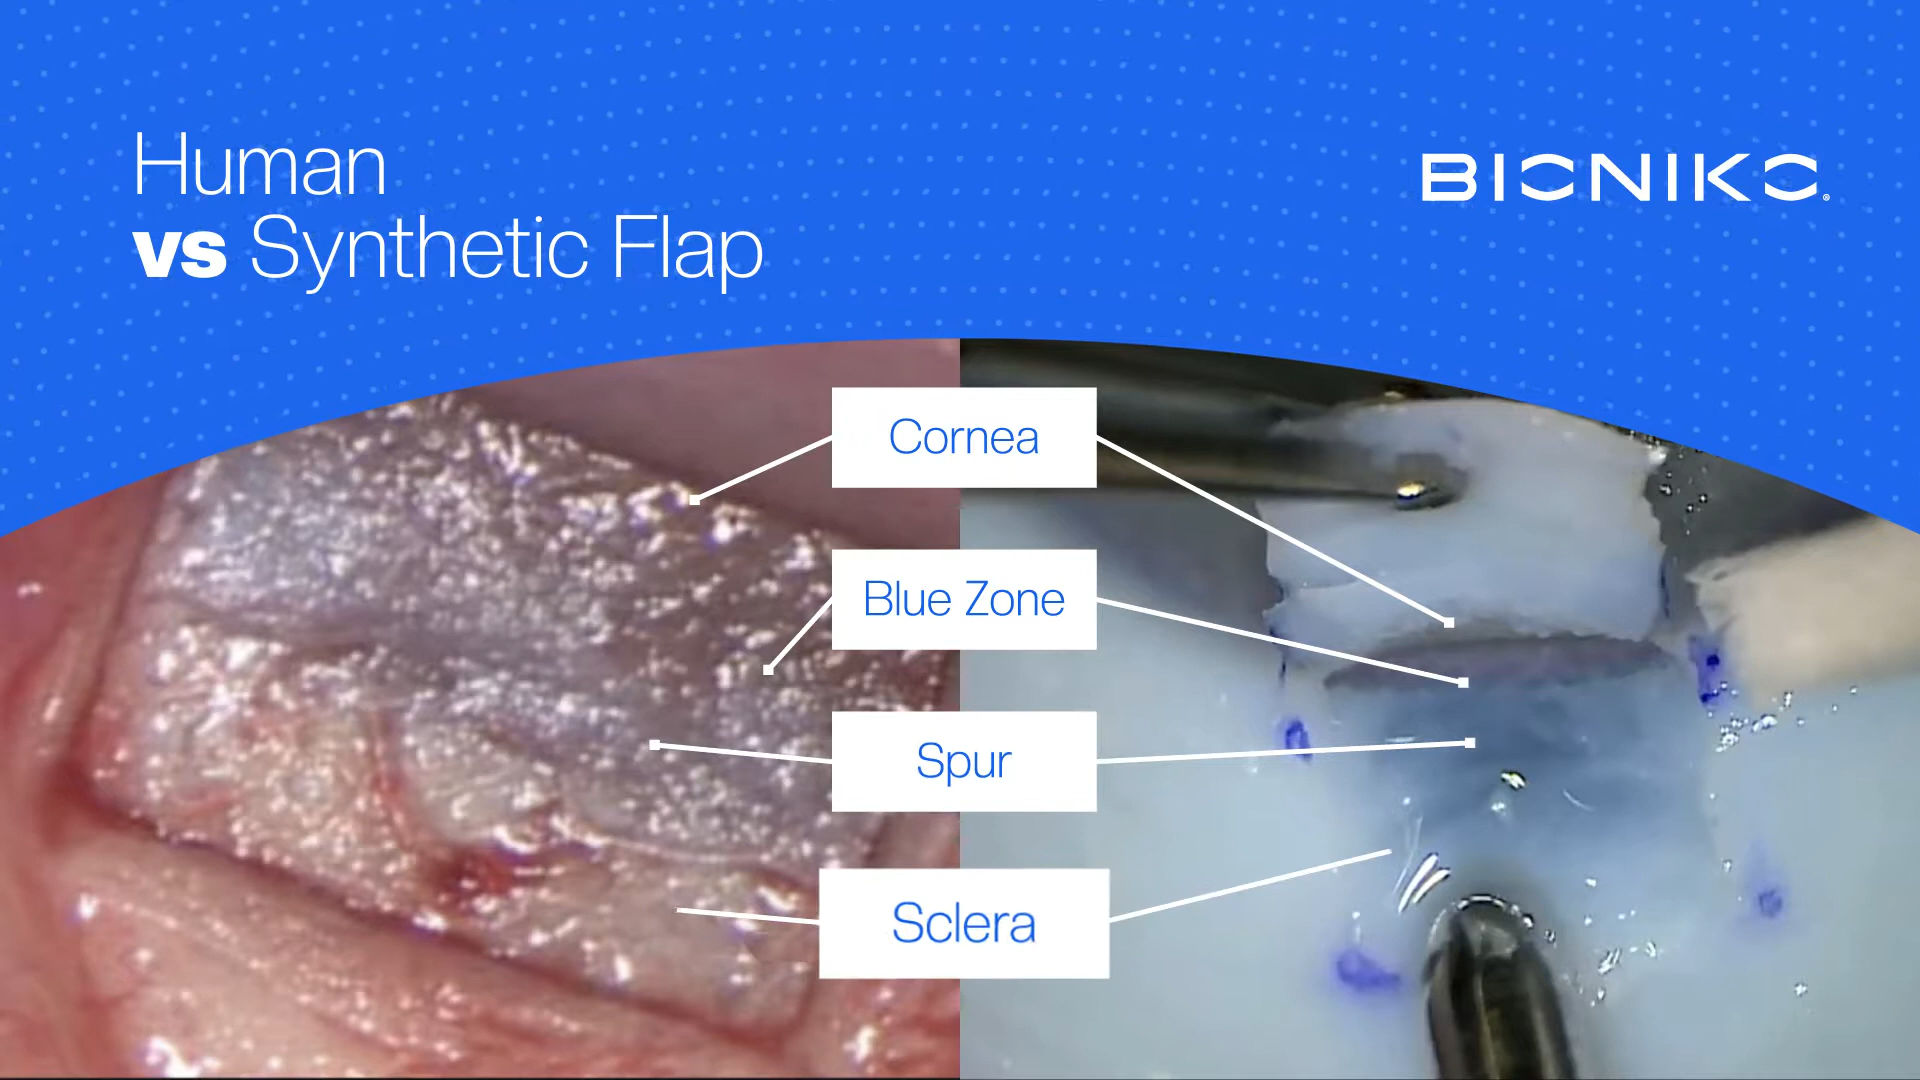 Human
vs Synthetic Flap
BIONIKO®
Cornea
Blue Zone
Spur
Sclera